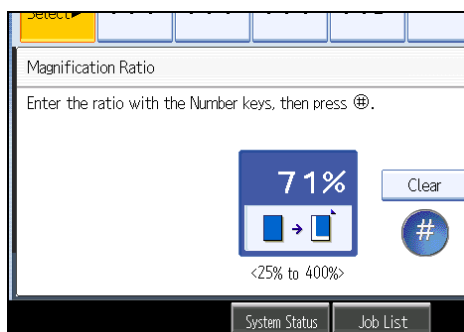 Select▶
Magnification Ratio
Enter the ratio with the Number keys, then press ⊕.
71%
Clear
#
<25% to 400%>
System Status
Job List